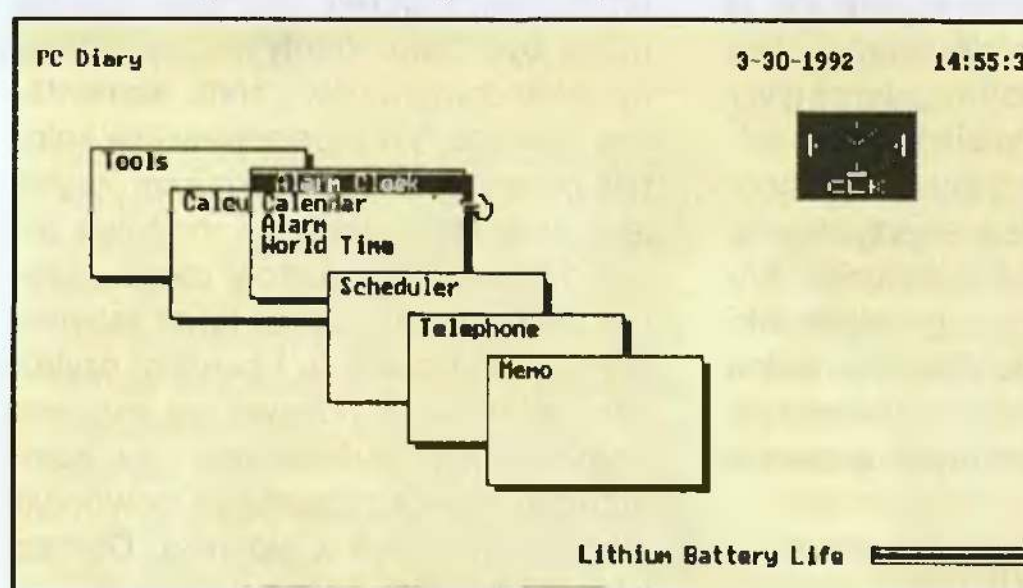 PC Diary 3-30-1992 14:55:3
Tools
Alarm Clock
Calcu Calendar
Alarm
World Time
CLK
Scheduler
Telephone
Memo
Lithium Battery Life